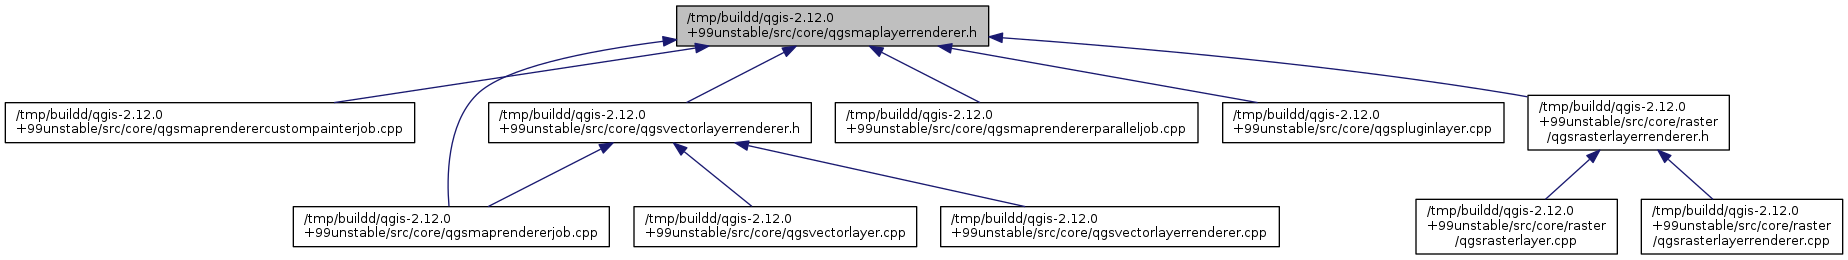 /tmp/buildd/qgis-2.12.0
+99unstable/src/core/qgsmaplayerrenderer.h
/tmp/buildd/qgis-2.12.0
+99unstable/src/core/qgsmaprenderercustompainterjob.cpp
/tmp/buildd/qgis-2.12.0
+99unstable/src/core/qgsvectorlayerrenderer.h
/tmp/buildd/qgis-2.12.0
+99unstable/src/core/qgsmaprendererparalleljob.cpp
/tmp/buildd/qgis-2.12.0
+99unstable/src/core/qgspluginlayer.cpp
/tmp/buildd/qgis-2.12.0
+99unstable/src/core/raster
/qgsrasterlayerrenderer.h
/tmp/buildd/qgis-2.12.0
+99unstable/src/core/qgsmaprendererjob.cpp
/tmp/buildd/qgis-2.12.0
+99unstable/src/core/qgsvectorlayer.cpp
/tmp/buildd/qgis-2.12.0
+99unstable/src/core/qgsvectorlayerrenderer.cpp
/tmp/buildd/qgis-2.12.0
+99unstable/src/core/raster
/qgsrasterlayer.cpp
/tmp/buildd/qgis-2.12.0
+99unstable/src/core/raster
/qgsrasterlayerrenderer.cpp